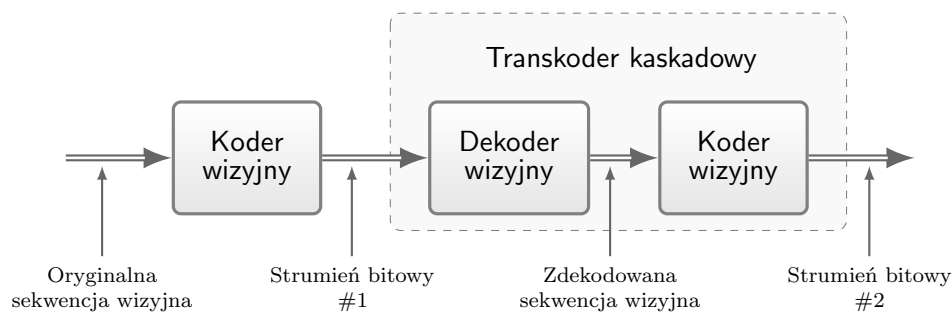 Transkoder kaskadowy
Koder
wizyjny
Dekoder
wizyjny
Koder
wizyjny
Oryginalna
sekwencja wizyjna
Strumień bitowy
#1
Zdekodowana
sekwencja wizyjna
Strumień bitowy
#2